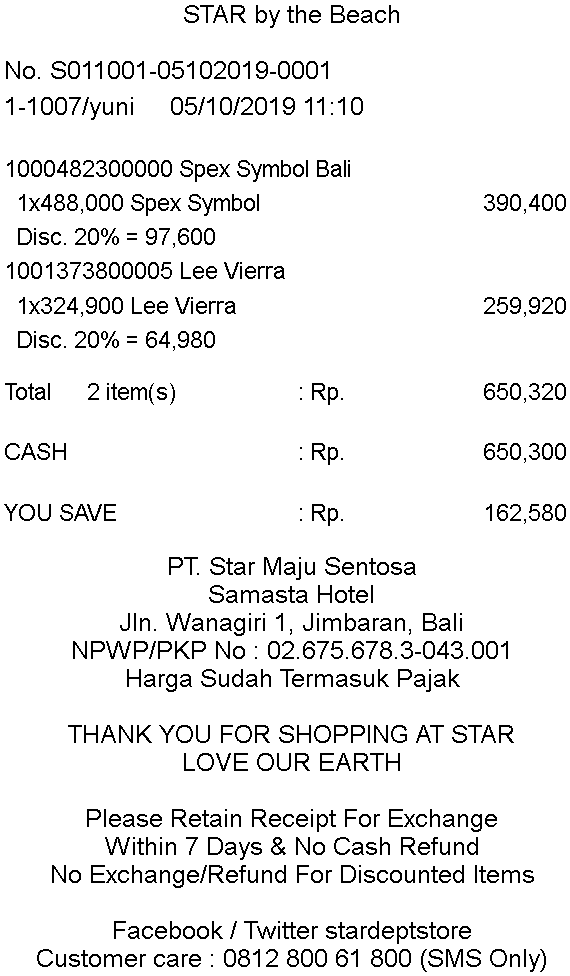 STAR by the Beach
No. S011001-05102019-0001
1-1007/yuni 05/10/2019 11:10
1000482300000 Spex Symbol Bali
1x488,000 Spex Symbol 390,400
Disc. 20% = 97,600
1001373800005 Lee Vierra
1x324,900 Lee Vierra 259,920
Disc. 20% = 64,980
Total 2 item(s) : Rp. 650,320
CASH : Rp. 650,300
YOU SAVE : Rp. 162,580
PT. Star Maju Sentosa
Samasta Hotel
Jln. Wanagiri 1, Jimbaran, Bali
NPWP/PKP No : 02.675.678.3-043.001
Harga Sudah Termasuk Pajak
THANK YOU FOR SHOPPING AT STAR
LOVE OUR EARTH
Please Retain Receipt For Exchange
Within 7 Days & No Cash Refund
No Exchange/Refund For Discounted Items
Facebook / Twitter stardeptstore
Customer care : 0812 800 61 800 (SMS Only)